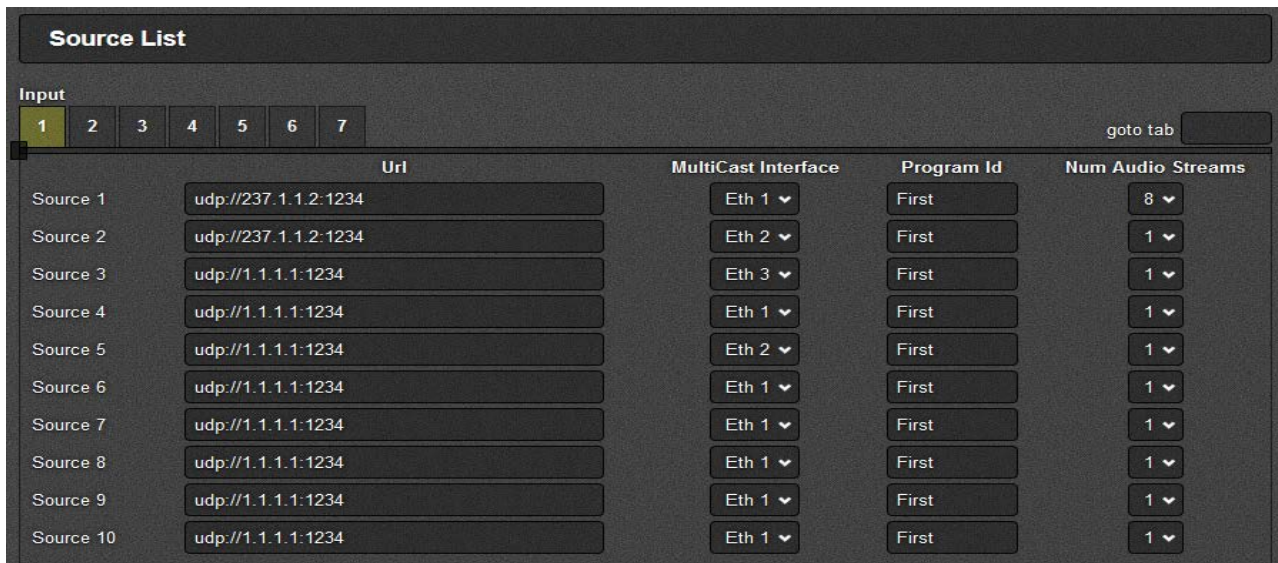 Source List
Input
1 2 3 4 5 6 7 goto tab
Url MultiCast Interface Program Id Num Audio Streams
Source 1 udp://237.1.1.2:1234 Eth 1 First 8
Source 2 udp://237.1.1.2:1234 Eth 2 First 1
Source 3 udp://1.1.1.1:1234 Eth 3 First 1
Source 4 udp://1.1.1.1:1234 Eth 1 First 1
Source 5 udp://1.1.1.1:1234 Eth 2 First 1
Source 6 udp://1.1.1.1:1234 Eth 1 First 1
Source 7 udp://1.1.1.1:1234 Eth 1 First 1
Source 8 udp://1.1.1.1:1234 Eth 1 First 1
Source 9 udp://1.1.1.1:1234 Eth 1 First 1
Source 10 udp://1.1.1.1:1234 Eth 1 First 1